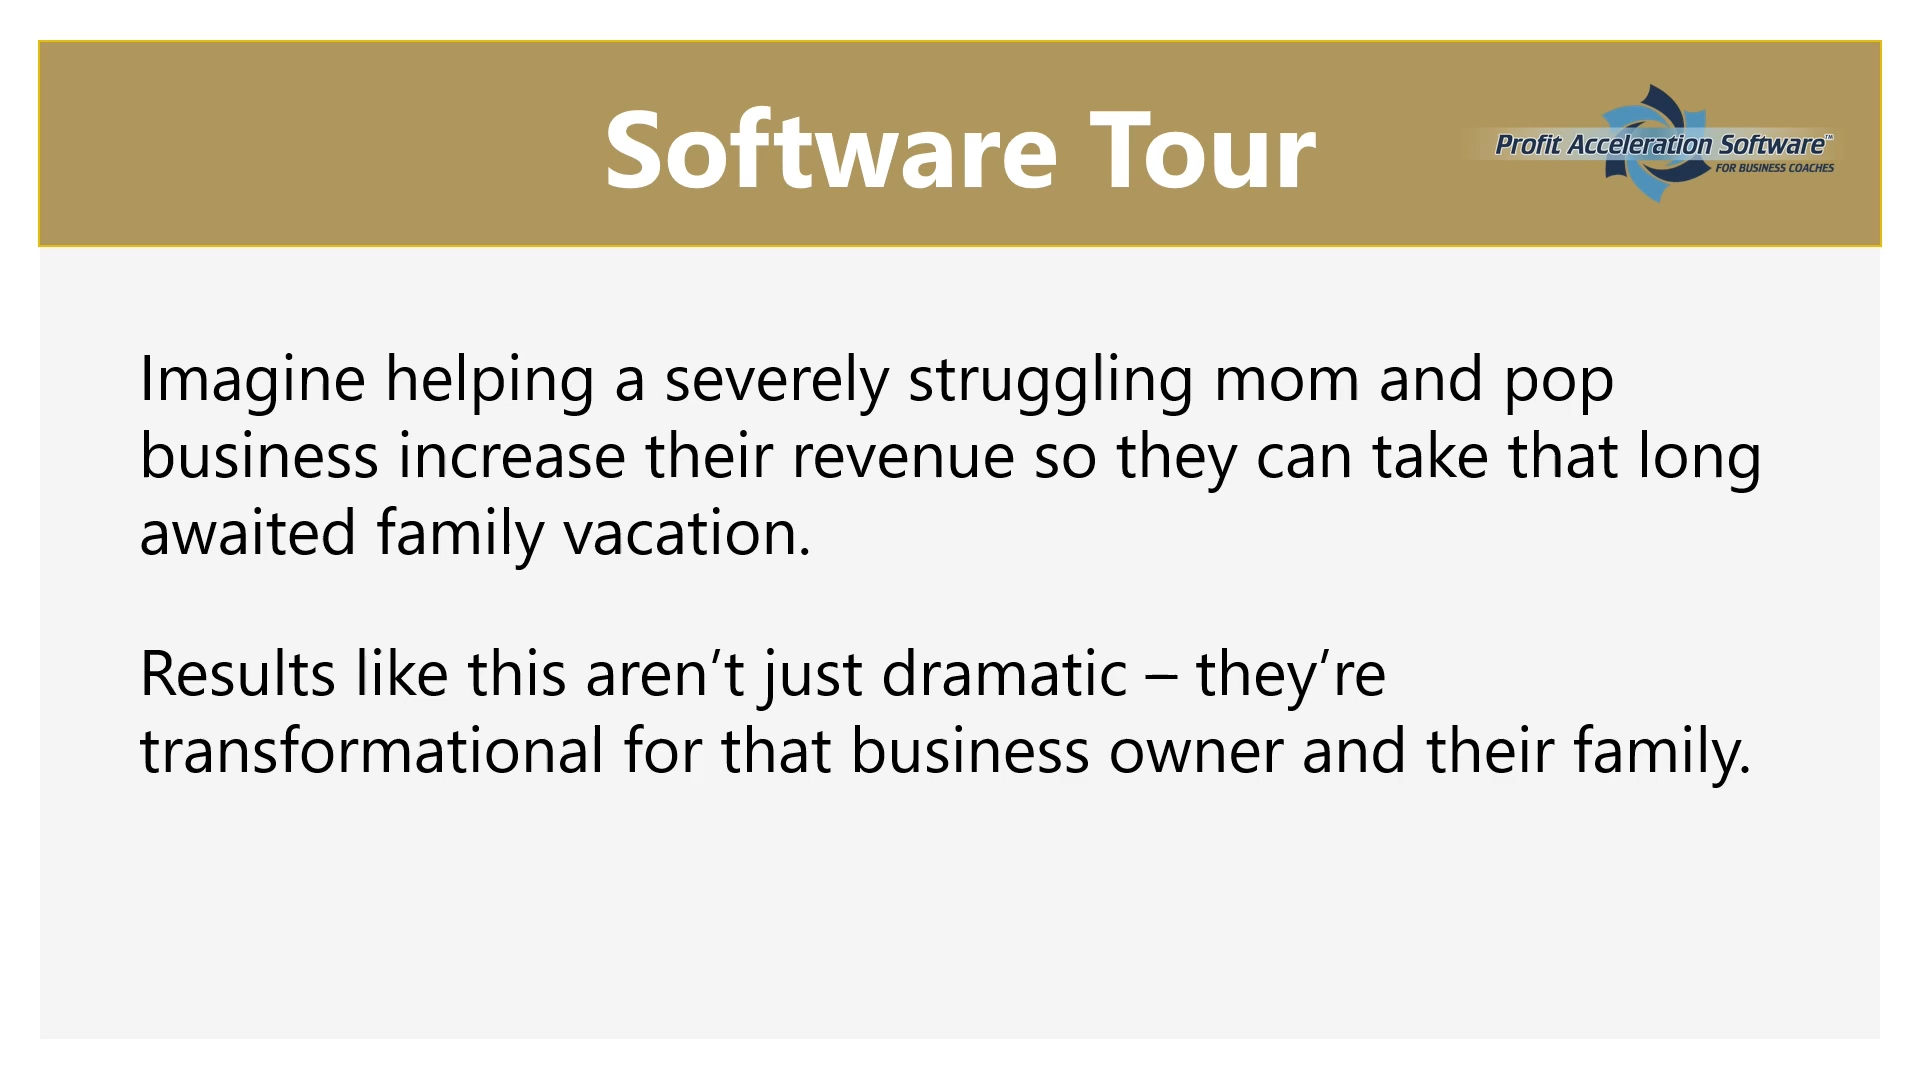 Software Tour
Profit Acceleration Software™
FOR BUSINESS COACHES
Imagine helping a severely struggling mom and pop
business increase their revenue so they can take that long
awaited family vacation.
Results like this aren’t just dramatic – they’re
transformational for that business owner and their family.